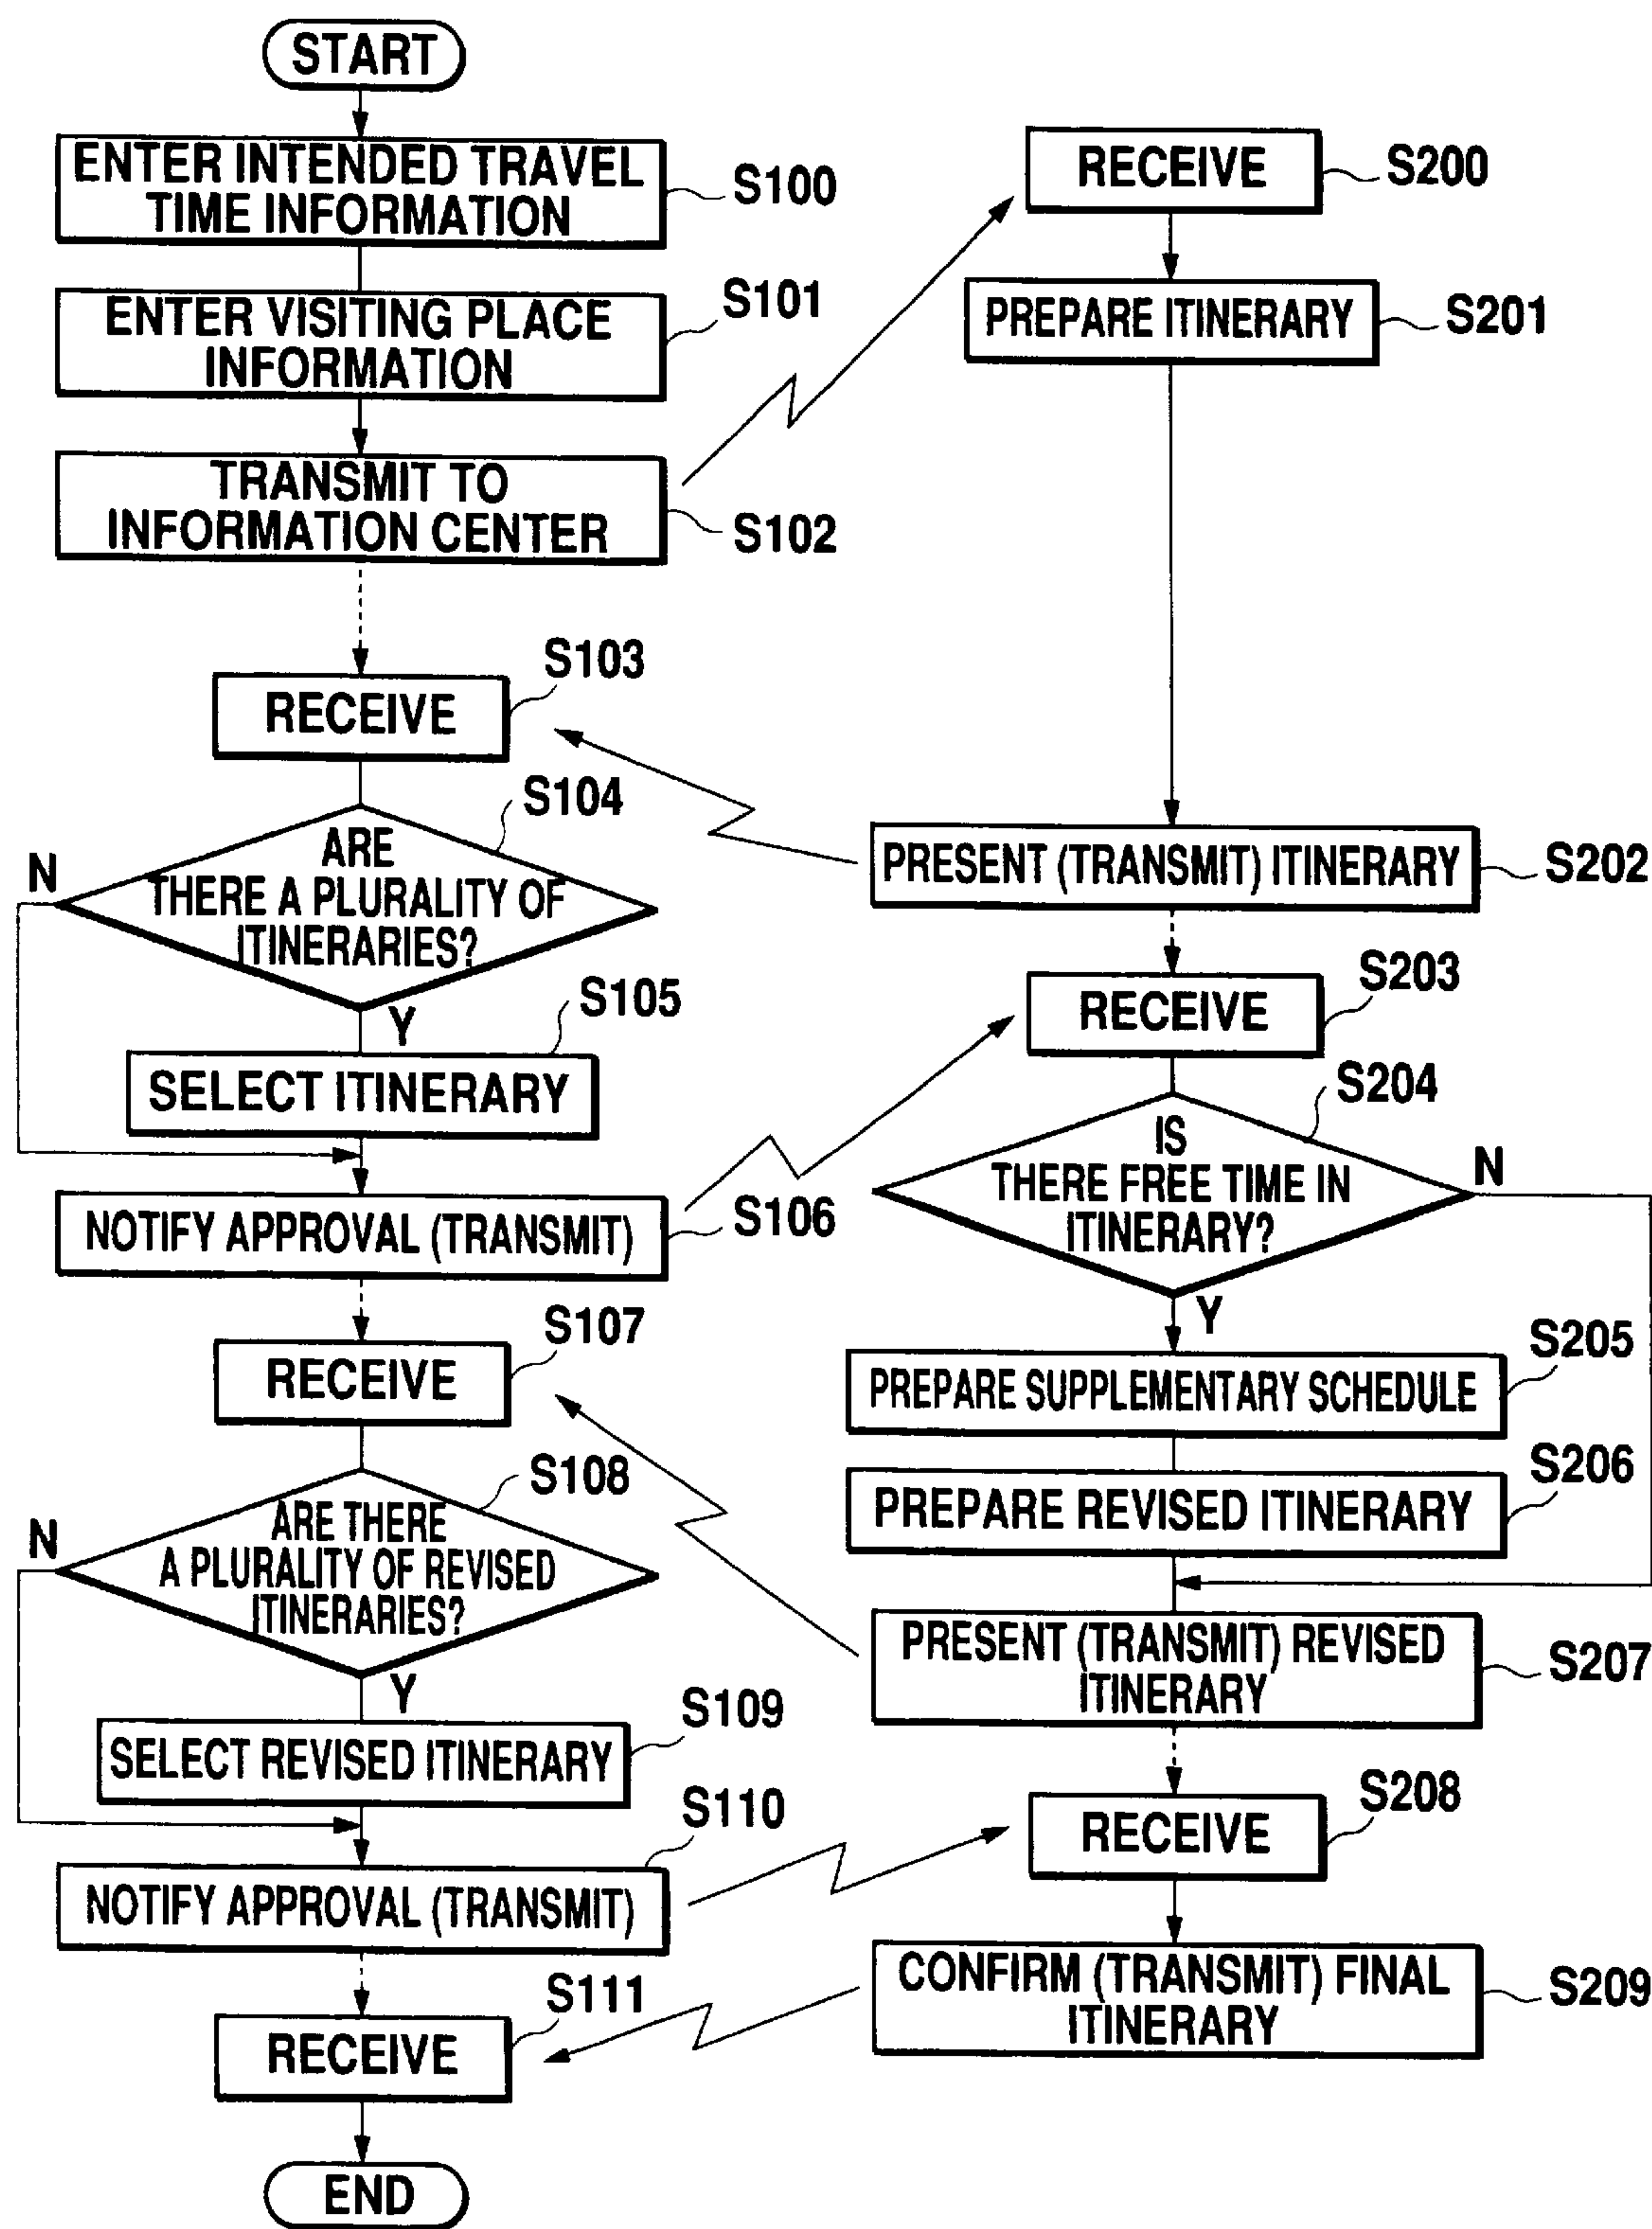 START
ENTER INTENDED TRAVEL
TIME INFORMATION
S100
ENTER VISITING PLACE
INFORMATION
S101
TRANSMIT TO
INFORMATION CENTER
S102
RECEIVE
S103
ARE
THERE A PLURALITY OF
ITINERARIES?
S104
N
Y
SELECT ITINERARY
S105
NOTIFY APPROVAL (TRANSMIT)
S106
RECEIVE
S107
ARE THERE
A PLURALITY OF REVISED
ITINERARIES?
S108
N
Y
SELECT REVISED ITINERARY
S109
NOTIFY APPROVAL (TRANSMIT)
S110
RECEIVE
S111
END
RECEIVE
S200
PREPARE ITINERARY
S201
PRESENT (TRANSMIT) ITINERARY
S202
RECEIVE
S203
IS
THERE FREE TIME IN
ITINERARY?
S204
N
Y
PREPARE SUPPLEMENTARY SCHEDULE
S205
PREPARE REVISED ITINERARY
S206
PRESENT (TRANSMIT) REVISED
ITINERARY
S207
RECEIVE
S208
CONFIRM (TRANSMIT) FINAL
ITINERARY
S209